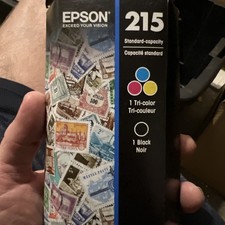 EPSON
EXCEED YOUR VISION
215
Standard-capacity
Capacité standard
1 Tri-color
Tri-couleur
1 Black
Noir